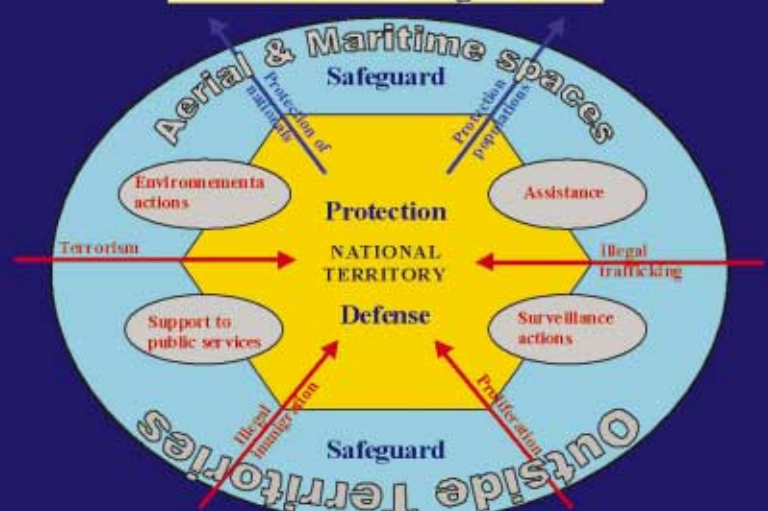 Aerial & Maritime spaces
Safeguard
Protection of
nationals
Protection
populations
Environnementa
actions
Assistance
Protection
Terrorism
NATIONAL
TERRITORY
Illegal
trafficking
Defense
Support to
public services
Surveillance
actions
Illegal
immigration
Proliferation
Safeguard
Outside Territories